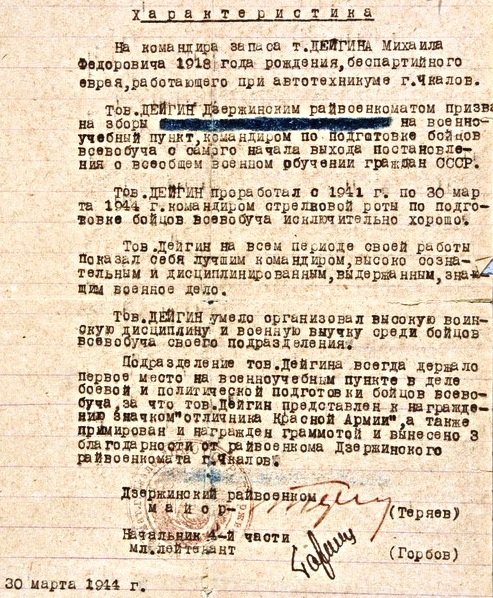 Характеристика
На командира запаса т.ДЕЙГИНА Михаила
Федоровича 1918 года рождения,беспартийного
еврея,работающего при автотехникуме г.Чкалов.
Тов.ДЕЙГИН Дзержинским райвоенкоматом призва
на зборы на военно-
учебный пункт,командиром по подготовке бойцов
всевобуча с самого начала выхода постановле-
ния о всеобщем военном обучении граждан СССР.
Тов.ДЕЙГИН проработал с 1941 г. по 30 мар
та 1944 г.командиром стрелковой роты по подго-
товке бойцов всевобуча исключительно хорошо.
Тов.Дейгин на всем периоде своей работы
показал себя лучшим командиром,высоко созна-
тельным и дисциплинированным,выдержанным,знаю-
щим военное дело.
Тов.ДЕЙГИН умело организовал высокую воин-
скую дисциплину и военную выучку среди бойцов
всевобуча своего подразделения.
Подразделение тов.Дейгина всегда держало
первое место на военноучебным пункте в деле
боевой и политической подготовки бойцов всево-
буча,за что тов.Дейгин представлен к награжде-
нию значком"отличника Красной Армии",а также
примирован и награжден граммотой и вынесено 3
благодарности от райвоенкома Дзержинского
райвоенкомата г.Чкалов.
Дзержинский райвоенком
майор- (Теряев)
Начальник 4-й части
мл.лейтенант (Горбов)
30 марта 1944 г.